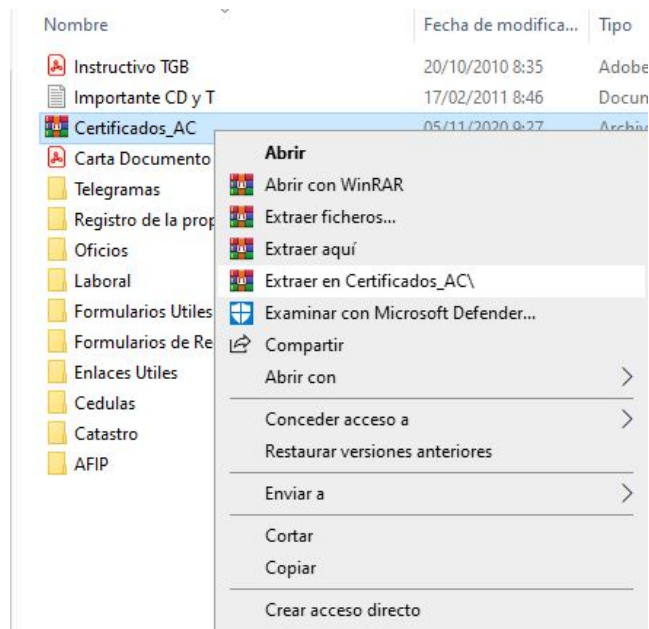 Nombre Fecha de modifica... Tipo
Instructivo TGB 20/10/2010 8:35 Adobe
Importante CD y T 17/02/2011 8:46 Docun
Certificados_AC 05/11/2020 9:27 Archiv
Carta Documento
Telegramas
Registro de la prop
Oficios
Laboral
Formularios Utiles
Formularios de Re
Enlaces Utiles
Cedulas
Catastro
AFIP
Abrir
Abrir con WinRAR
Extraer ficheros...
Extraer aquí
Extraer en Certificados_AC\
Examinar con Microsoft Defender...
Compartir
Abrir con
Conceder acceso a
Restaurar versiones anteriores
Enviar a
Cortar
Copiar
Crear acceso directo